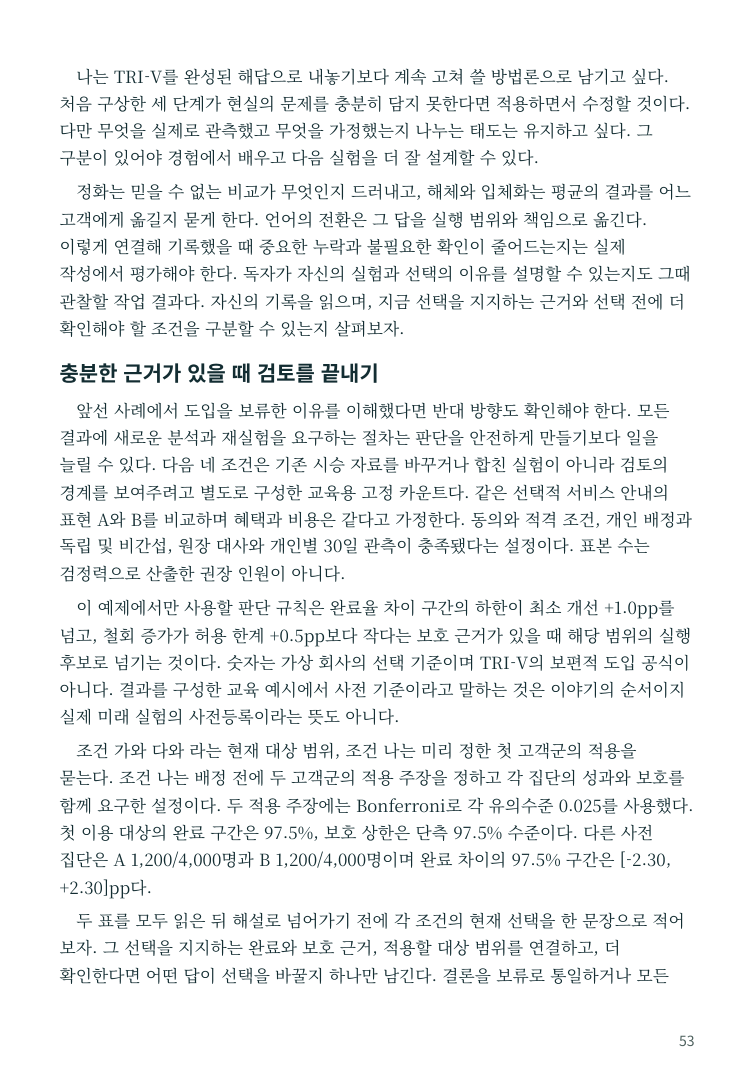 나는 TRI-V를 완성된 해답으로 내놓기보다 계속 고쳐 쓸 방법론으로 남기고 싶다.
처음 구상한 세 단계가 현실의 문제를 충분히 담지 못한다면 적용하면서 수정할 것이다.
다만 무엇을 실제로 관측했고 무엇을 가정했는지 나누는 태도는 유지하고 싶다. 그
구분이 있어야 경험에서 배우고 다음 실험을 더 잘 설계할 수 있다.
정화는 믿을 수 없는 비교가 무엇인지 드러내고, 해체와 입체화는 평균의 결과를 어느
고객에게 옮길지 묻게 한다. 언어의 전환은 그 답을 실행 범위와 책임으로 옮긴다.
이렇게 연결해 기록했을 때 중요한 누락과 불필요한 확인이 줄어드는지는 실제
작성에서 평가해야 한다. 독자가 자신의 실험과 선택의 이유를 설명할 수 있는지도 그때
관찰할 작업 결과다. 자신의 기록을 읽으며, 지금 선택을 지지하는 근거와 선택 전에 더
확인해야 할 조건을 구분할 수 있는지 살펴보자.
충분한 근거가 있을 때 검토를 끝내기
앞선 사례에서 도입을 보류한 이유를 이해했다면 반대 방향도 확인해야 한다. 모든
결과에 새로운 분석과 재실험을 요구하는 절차는 판단을 안전하게 만들기보다 일을
늘릴 수 있다. 다음 네 조건은 기존 시승 자료를 바꾸거나 합친 실험이 아니라 검토의
경계를 보여주려고 별도로 구성한 교육용 고정 카운트다. 같은 선택적 서비스 안내의
표현 A와 B를 비교하며 혜택과 비용은 같다고 가정한다. 동의와 적격 조건, 개인 배정과
독립 및 비간섭, 원장 대사와 개인별 30일 관측이 충족됐다는 설정이다. 표본 수는
검정력으로 산출한 권장 인원이 아니다.
이 예제에서만 사용할 판단 규칙은 완료율 차이 구간의 하한이 최소 개선 +1.0pp를
넘고, 철회 증가가 허용 한계 +0.5pp보다 작다는 보호 근거가 있을 때 해당 범위의 실행
후보로 넘기는 것이다. 숫자는 가상 회사의 선택 기준이며 TRI-V의 보편적 도입 공식이
아니다. 결과를 구성한 교육 예시에서 사전 기준이라고 말하는 것은 이야기의 순서이지
실제 미래 실험의 사전등록이라는 뜻도 아니다.
조건 가와 다와 라는 현재 대상 범위, 조건 나는 미리 정한 첫 고객군의 적용을
묻는다. 조건 나는 배정 전에 두 고객군의 적용 주장을 정하고 각 집단의 성과와 보호를
함께 요구한 설정이다. 두 적용 주장에는 Bonferroni로 각 유의수준 0.025를 사용했다.
첫 이용 대상의 완료 구간은 97.5%, 보호 상한은 단측 97.5% 수준이다. 다른 사전
집단은 A 1,200/4,000명과 B 1,200/4,000명이며 완료 차이의 97.5% 구간은 [-2.30,
+2.30]pp다.
두 표를 모두 읽은 뒤 해설로 넘어가기 전에 각 조건의 현재 선택을 한 문장으로 적어
보자. 그 선택을 지지하는 완료와 보호 근거, 적용할 대상 범위를 연결하고, 더
확인한다면 어떤 답이 선택을 바꿀지 하나만 남긴다. 결론을 보류로 통일하거나 모든
53